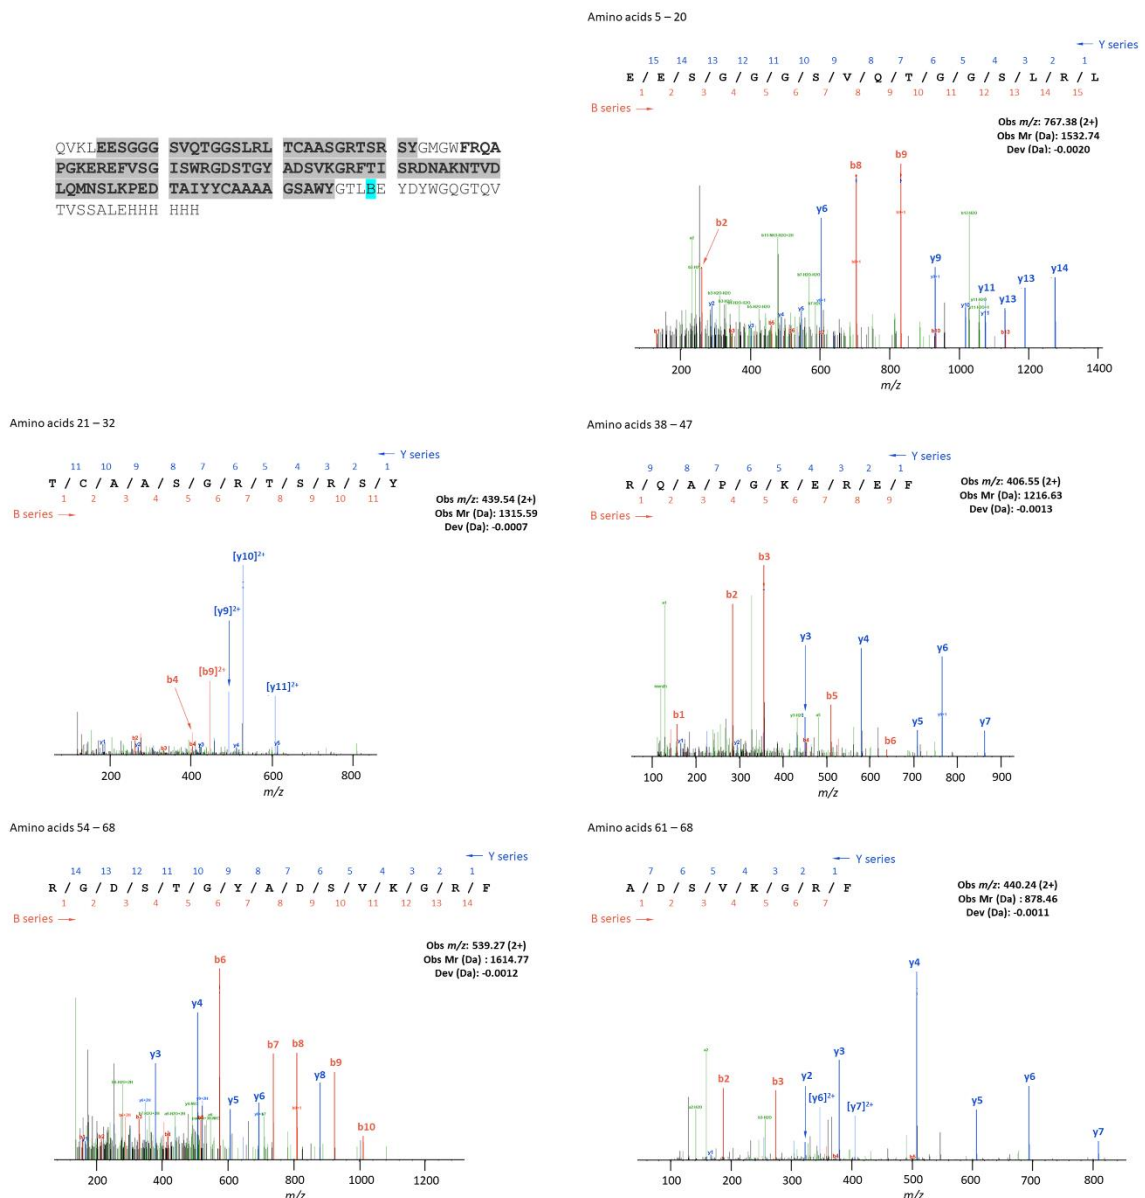 QVKLEESGGG SVQTGGSLRL TCAASGRTSR SYGMGWFRQA
PGKEREFVSG ISWRGDSTGY ADSVKGRFTI SRDNAKNTVD
LQMNSLKPED TAIYYCAAAA GSAWYGTLBE YDYWGQGTQV
TVSSALEHHH HHH
Amino acids 5 – 20
← Y series
15 14 13 12 11 10 9 8 7 6 5 4 3 2 1
E / E / S / G / G / G / S / V / Q / T / G / G / S / L / R / L
1 2 3 4 5 6 7 8 9 10 11 12 13 14 15
B series →
Obs m/z: 767.38 (2+)
Obs Mr (Da): 1532.74
Dev (Da): -0.0020
b2
y6
b8
b9
y9
y11
y13
y13
y14
200 400 600 800 1000 1200 1400
m/z
Amino acids 21 – 32
← Y series
11 10 9 8 7 6 5 4 3 2 1
T / C / A / A / S / G / R / T / S / R / S / Y
1 2 3 4 5 6 7 8 9 10 11
B series →
Obs m/z: 439.54 (2+)
Obs Mr (Da): 1315.59
Dev (Da): -0.0007
[y10]2+
[y9]2+
b4
[b9]2+
[y11]2+
200 400 600 800
m/z
Amino acids 38 – 47
← Y series
9 8 7 6 5 4 3 2 1
R / Q / A / P / G / K / E / R / E / F
1 2 3 4 5 6 7 8 9
B series →
Obs m/z: 406.55 (2+)
Obs Mr (Da): 1216.63
Dev (Da): -0.0013
b1
b2
b3
y3
b5
y4
b6
y5
y6
y7
100 200 300 400 500 600 700 800 900
m/z
Amino acids 54 – 68
← Y series
14 13 12 11 10 9 8 7 6 5 4 3 2 1
R / G / D / S / T / G / Y / A / D / S / V / K / G / R / F
1 2 3 4 5 6 7 8 9 10 11 12 13 14
B series →
Obs m/z: 539.27 (2+)
Obs Mr (Da) : 1614.77
Dev (Da): -0.0012
y3
y4
b6
y5
y6
b7
b8
y8
b9
b10
200 400 600 800 1000 1200
m/z
Amino acids 61 – 68
← Y series
7 6 5 4 3 2 1
A / D / S / V / K / G / R / F
1 2 3 4 5 6 7
B series →
Obs m/z: 440.24 (2+)
Obs Mr (Da) : 878.46
Dev (Da): -0.0011
b2
b3
y2
[y6]2+
y3
[y7]2+
y4
y5
y6
y7
100 200 300 400 500 600 700 800
m/z